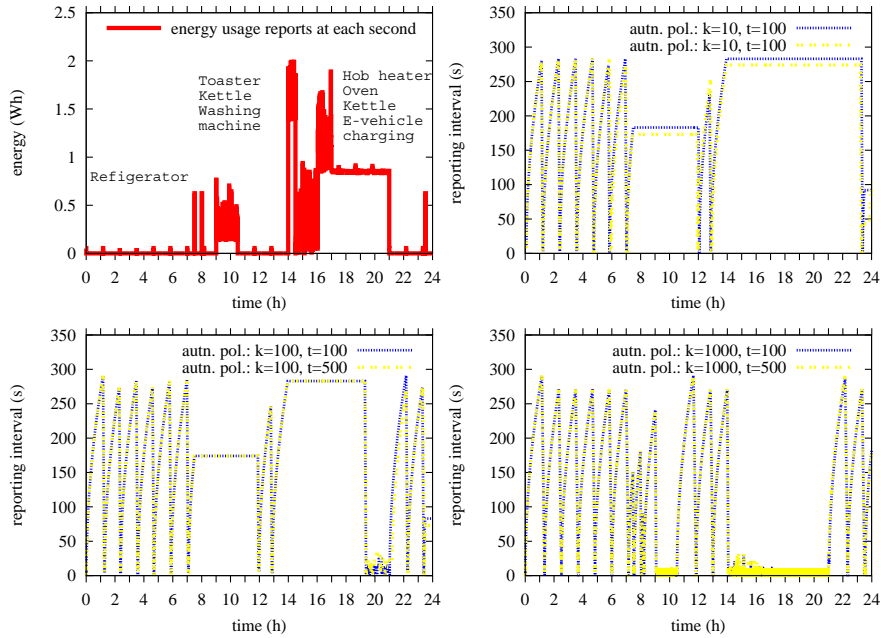 energy usage reports at each second
2.5
2
1.5
1
0.5
0
energy (Wh)
Toaster
Kettle
Washing
machine
Hob heater
Oven
Kettle
E-vehicle
charging
Refigerator
0 2 4 6 8 10 12 14 16 18 20 22 24
time (h)
autn. pol.: k=10, t=100
autn. pol.: k=10, t=100
350
300
250
200
150
100
50
0
reporting interval (s)
0 2 4 6 8 10 12 14 16 18 20 22 24
time (h)
autn. pol.: k=100, t=100
autn. pol.: k=100, t=500
350
300
250
200
150
100
50
0
reporting interval (s)
0 2 4 6 8 10 12 14 16 18 20 22 24
time (h)
autn. pol.: k=1000, t=100
autn. pol.: k=1000, t=500
350
300
250
200
150
100
50
0
reporting interval (s)
0 2 4 6 8 10 12 14 16 18 20 22 24
time (h)